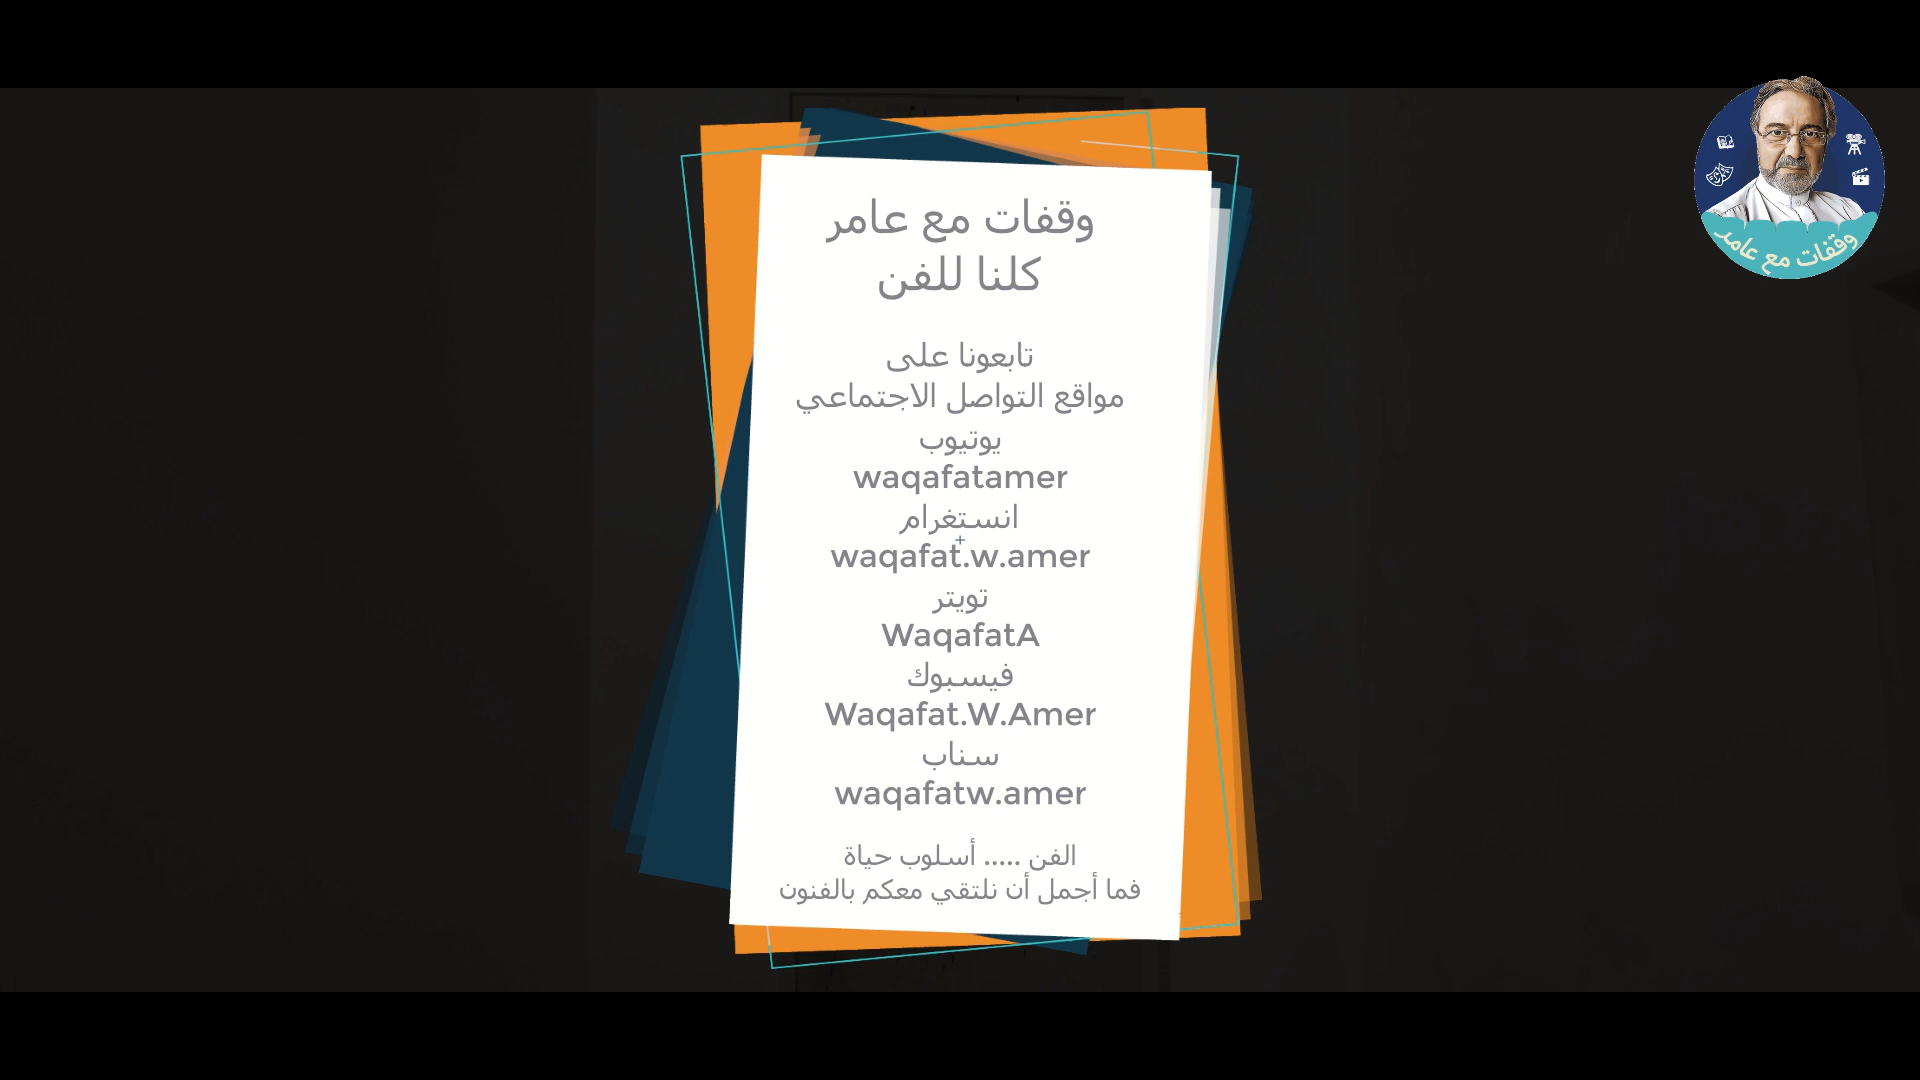 وقفات مع عامر
كلنا للفن
تابعونا على
مواقع التواصل الاجتماعي
يوتيوب
waqafatamer
انستغرام
waqafat.w.amer
تويتر
WaqafatA
فيسبوك
Waqafat.W.Amer
سناب
waqafatw.amer
الفن ..... أسلوب حياة
فما أجمل أن نلتقي معكم بالفنون
وقفات مع عامر